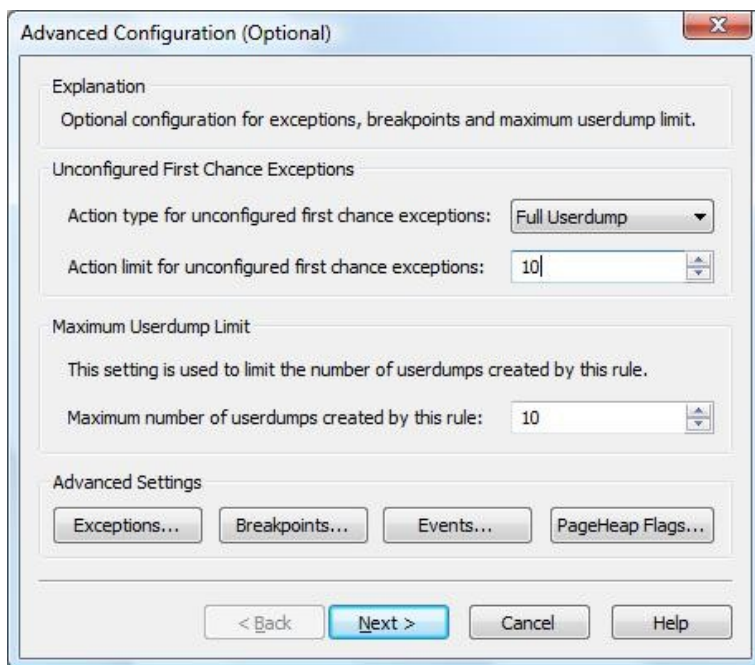 Advanced Configuration (Optional)
Explanation
Optional configuration for exceptions, breakpoints and maximum userdump limit.
Unconfigured First Chance Exceptions
Action type for unconfigured first chance exceptions: Full Userdump
Action limit for unconfigured first chance exceptions: 10
Maximum Userdump Limit
This setting is used to limit the number of userdumps created by this rule.
Maximum number of userdumps created by this rule: 10
Advanced Settings
Exceptions... Breakpoints... Events... PageHeap Flags...
< Back Next > Cancel Help